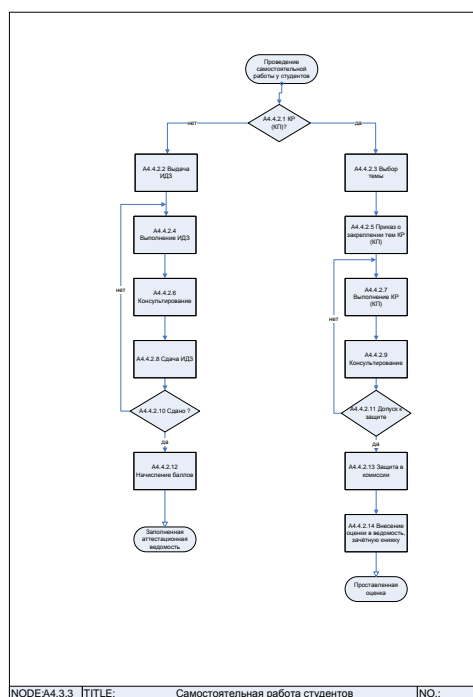 Проведение
самостоятельной
работы у студентов
А4.4.2.1 КР
(КП)?
нет
да
А4.4.2.2 Выдача
ИДЗ
А4.4.2.3 Выбор
темы
А4.4.2.4
Выполнение ИДЗ
А4.4.2.5 Приказ о
закреплении тем КР
(КП)
А4.4.2.6
Консультирование
нет
А4.4.2.7
Выполнение КР
(КП)
нет
А4.4.2.8 Сдача ИДЗ
А4.4.2.9
Консультирование
А4.4.2.10 Сдано ?
А4.4.2.11 Допуск к
защите
да
да
А4.4.2.12
Начисление баллов
А4.4.2.13 Защита в
комиссии
Заполненная
аттестационная
ведомость
А4.4.2.14 Внесение
оценки в ведомость,
зачётную книжку
Проставленная
оценка
NODE:A4.3.3 TITLE: Самостоятельная работа студентов NO.: